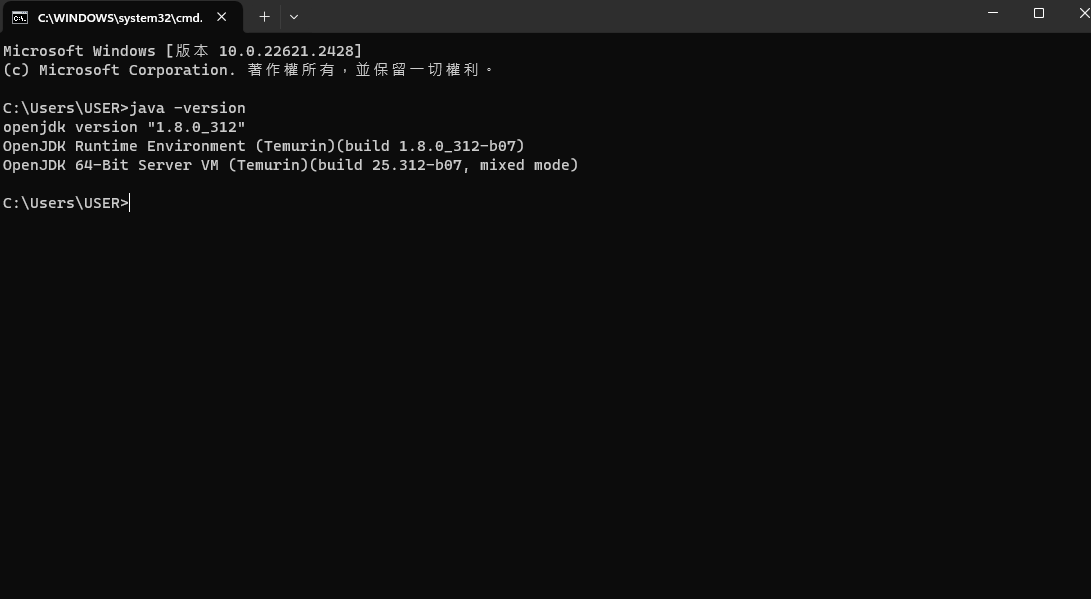 C:\WINDOWS\system32\cmd.
Microsoft Windows [版本 10.0.22621.2428]
(c) Microsoft Corporation. 著作權所有，並保留一切權利。
C:\Users\USER>java -version
openjdk version "1.8.0_312"
OpenJDK Runtime Environment (Temurin)(build 1.8.0_312-b07)
OpenJDK 64-Bit Server VM (Temurin)(build 25.312-b07, mixed mode)
C:\Users\USER>